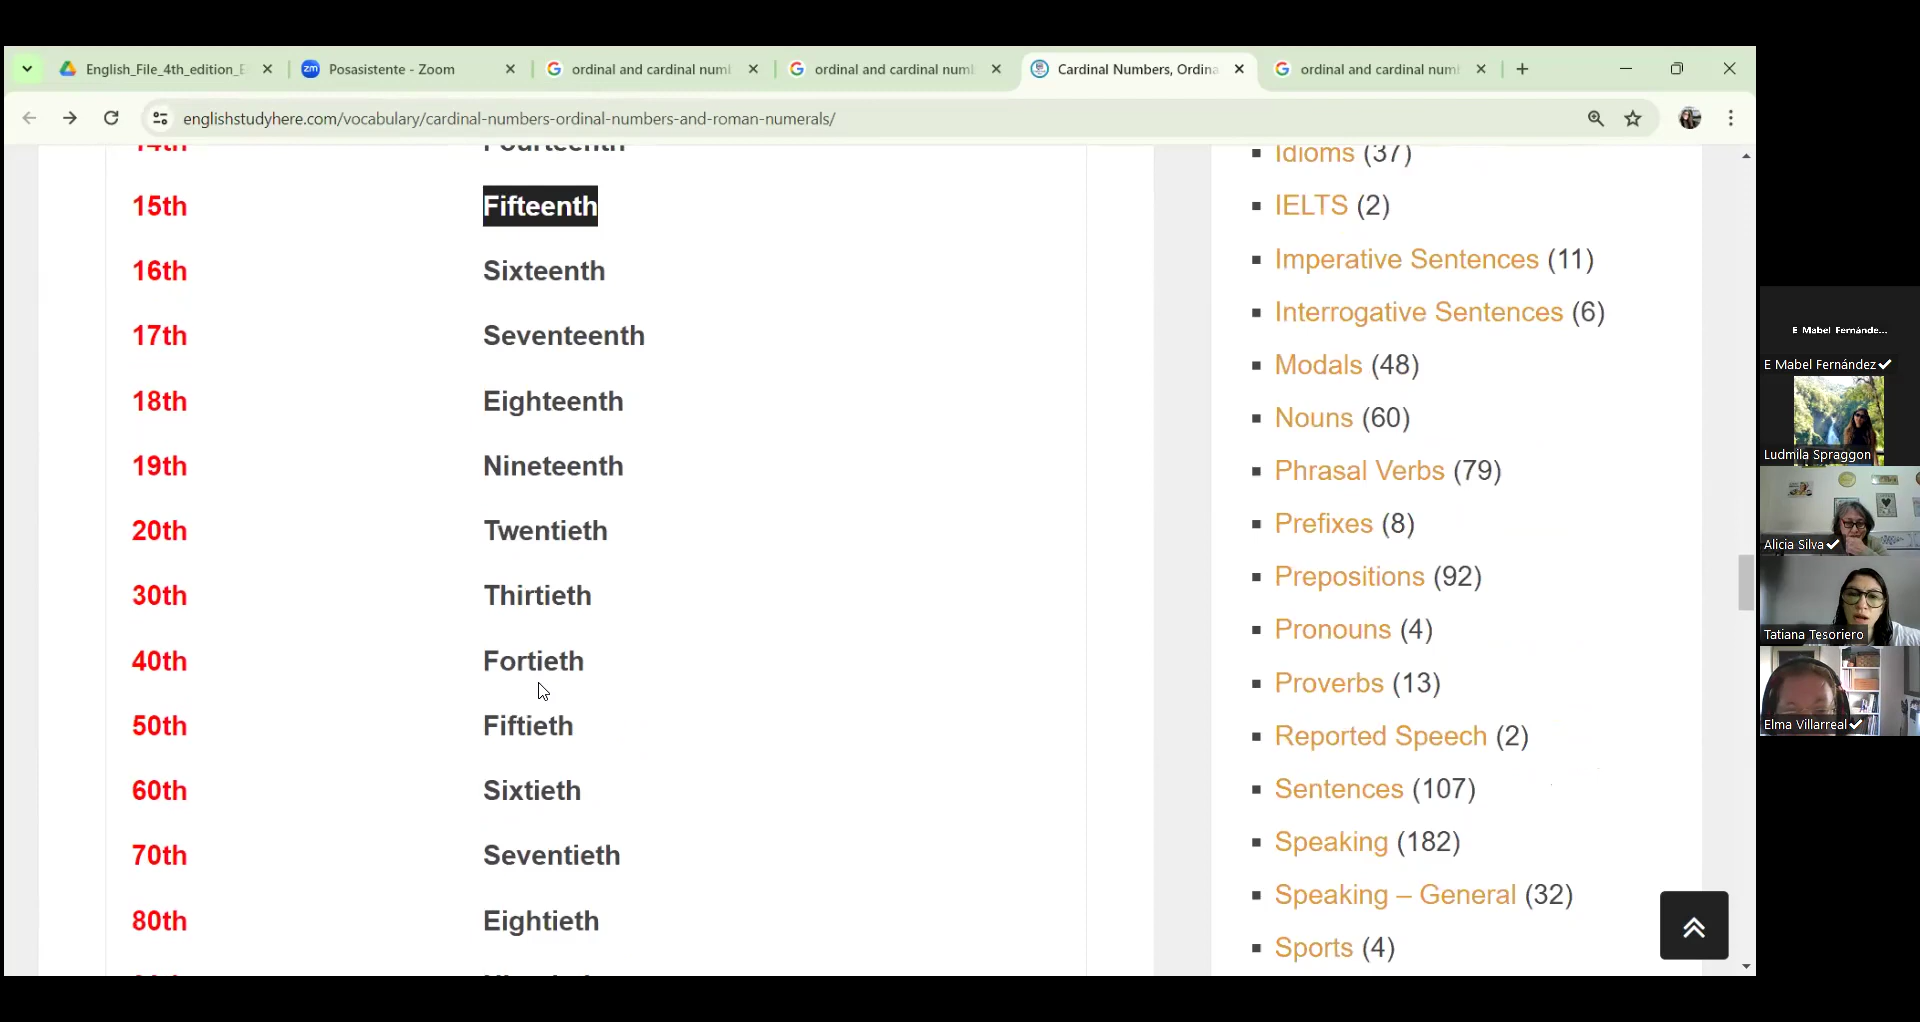 English_File_4th_edition_E
Posasistente - Zoom
ordinal and cardinal num
ordinal and cardinal num
Cardinal Numbers, Ordina
ordinal and cardinal num
englishstudyhere.com/vocabulary/cardinal-numbers-ordinal-numbers-and-roman-numerals/
14th Fourteenth
15th Fifteenth
16th Sixteenth
17th Seventeenth
18th Eighteenth
19th Nineteenth
20th Twentieth
30th Thirtieth
40th Fortieth
50th Fiftieth
60th Sixtieth
70th Seventieth
80th Eightieth
Idioms (37)
IELTS (2)
Imperative Sentences (11)
Interrogative Sentences (6)
Modals (48)
Nouns (60)
Phrasal Verbs (79)
Prefixes (8)
Prepositions (92)
Pronouns (4)
Proverbs (13)
Reported Speech (2)
Sentences (107)
Speaking (182)
Speaking – General (32)
Sports (4)
E Mabel Fernánde...
E Mabel Fernández
Ludmila Spraggon
Alicia Silva
Tatiana Tesoriero
Elma Villarreal